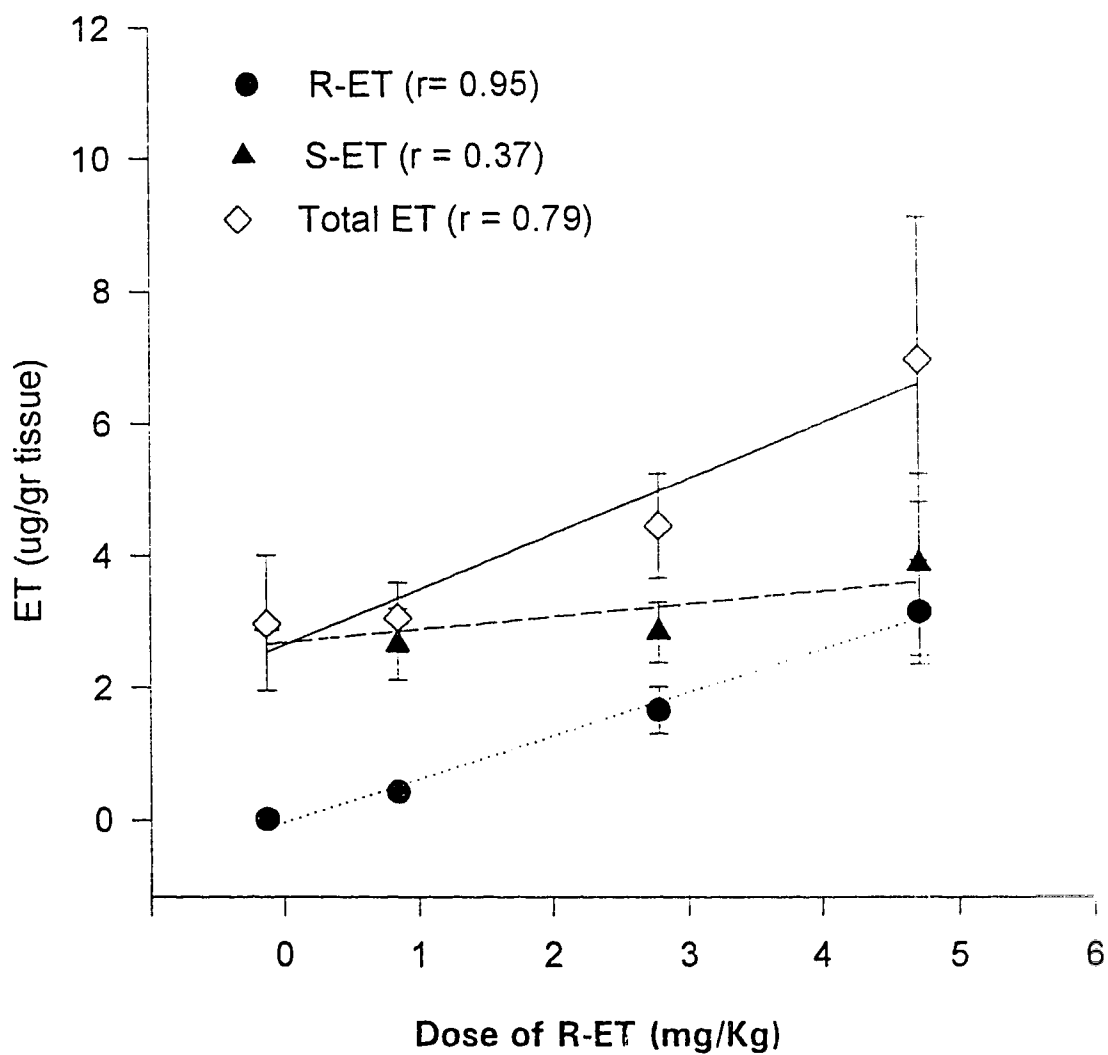 12
10
8
6
4
2
0
ET (ug/gr tissue)
R-ET (r= 0.95)
S-ET (r = 0.37)
Total ET (r = 0.79)
0 1 2 3 4 5 6
Dose of R-ET (mg/Kg)